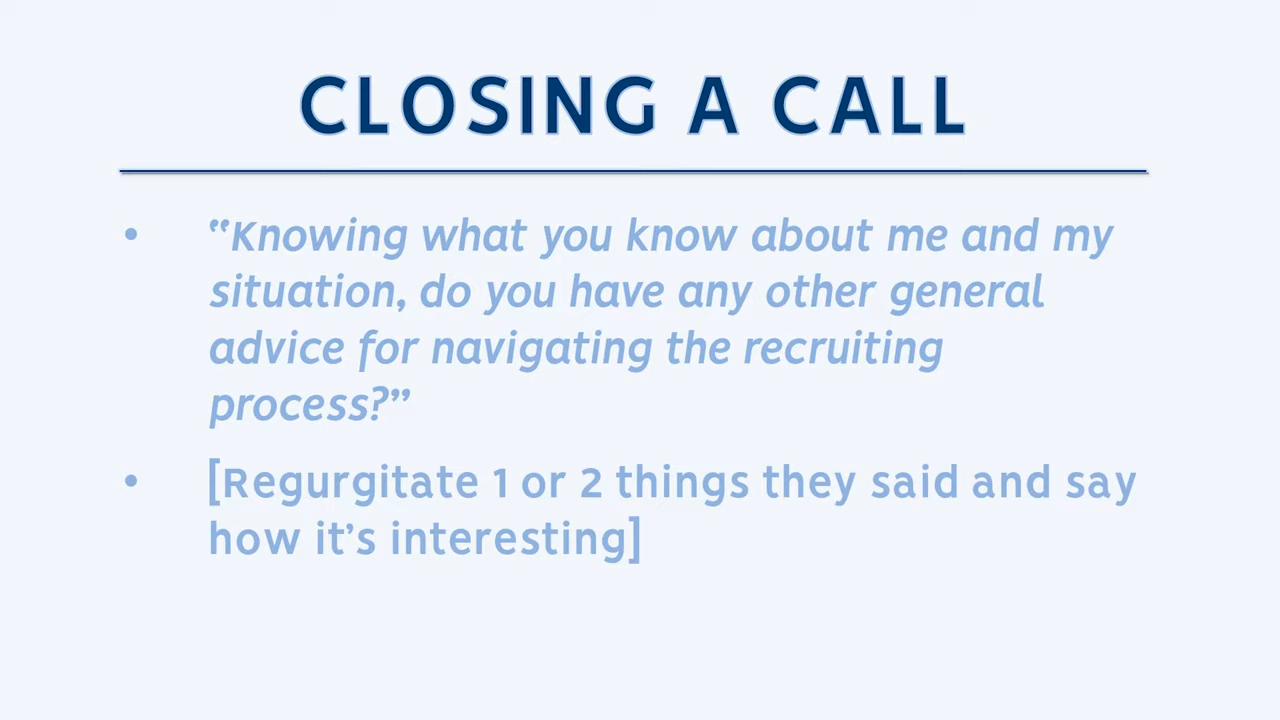 CLOSING A CALL
• “Knowing what you know about me and my
situation, do you have any other general
advice for navigating the recruiting
process?”
• [Regurgitate 1 or 2 things they said and say
how it’s interesting]